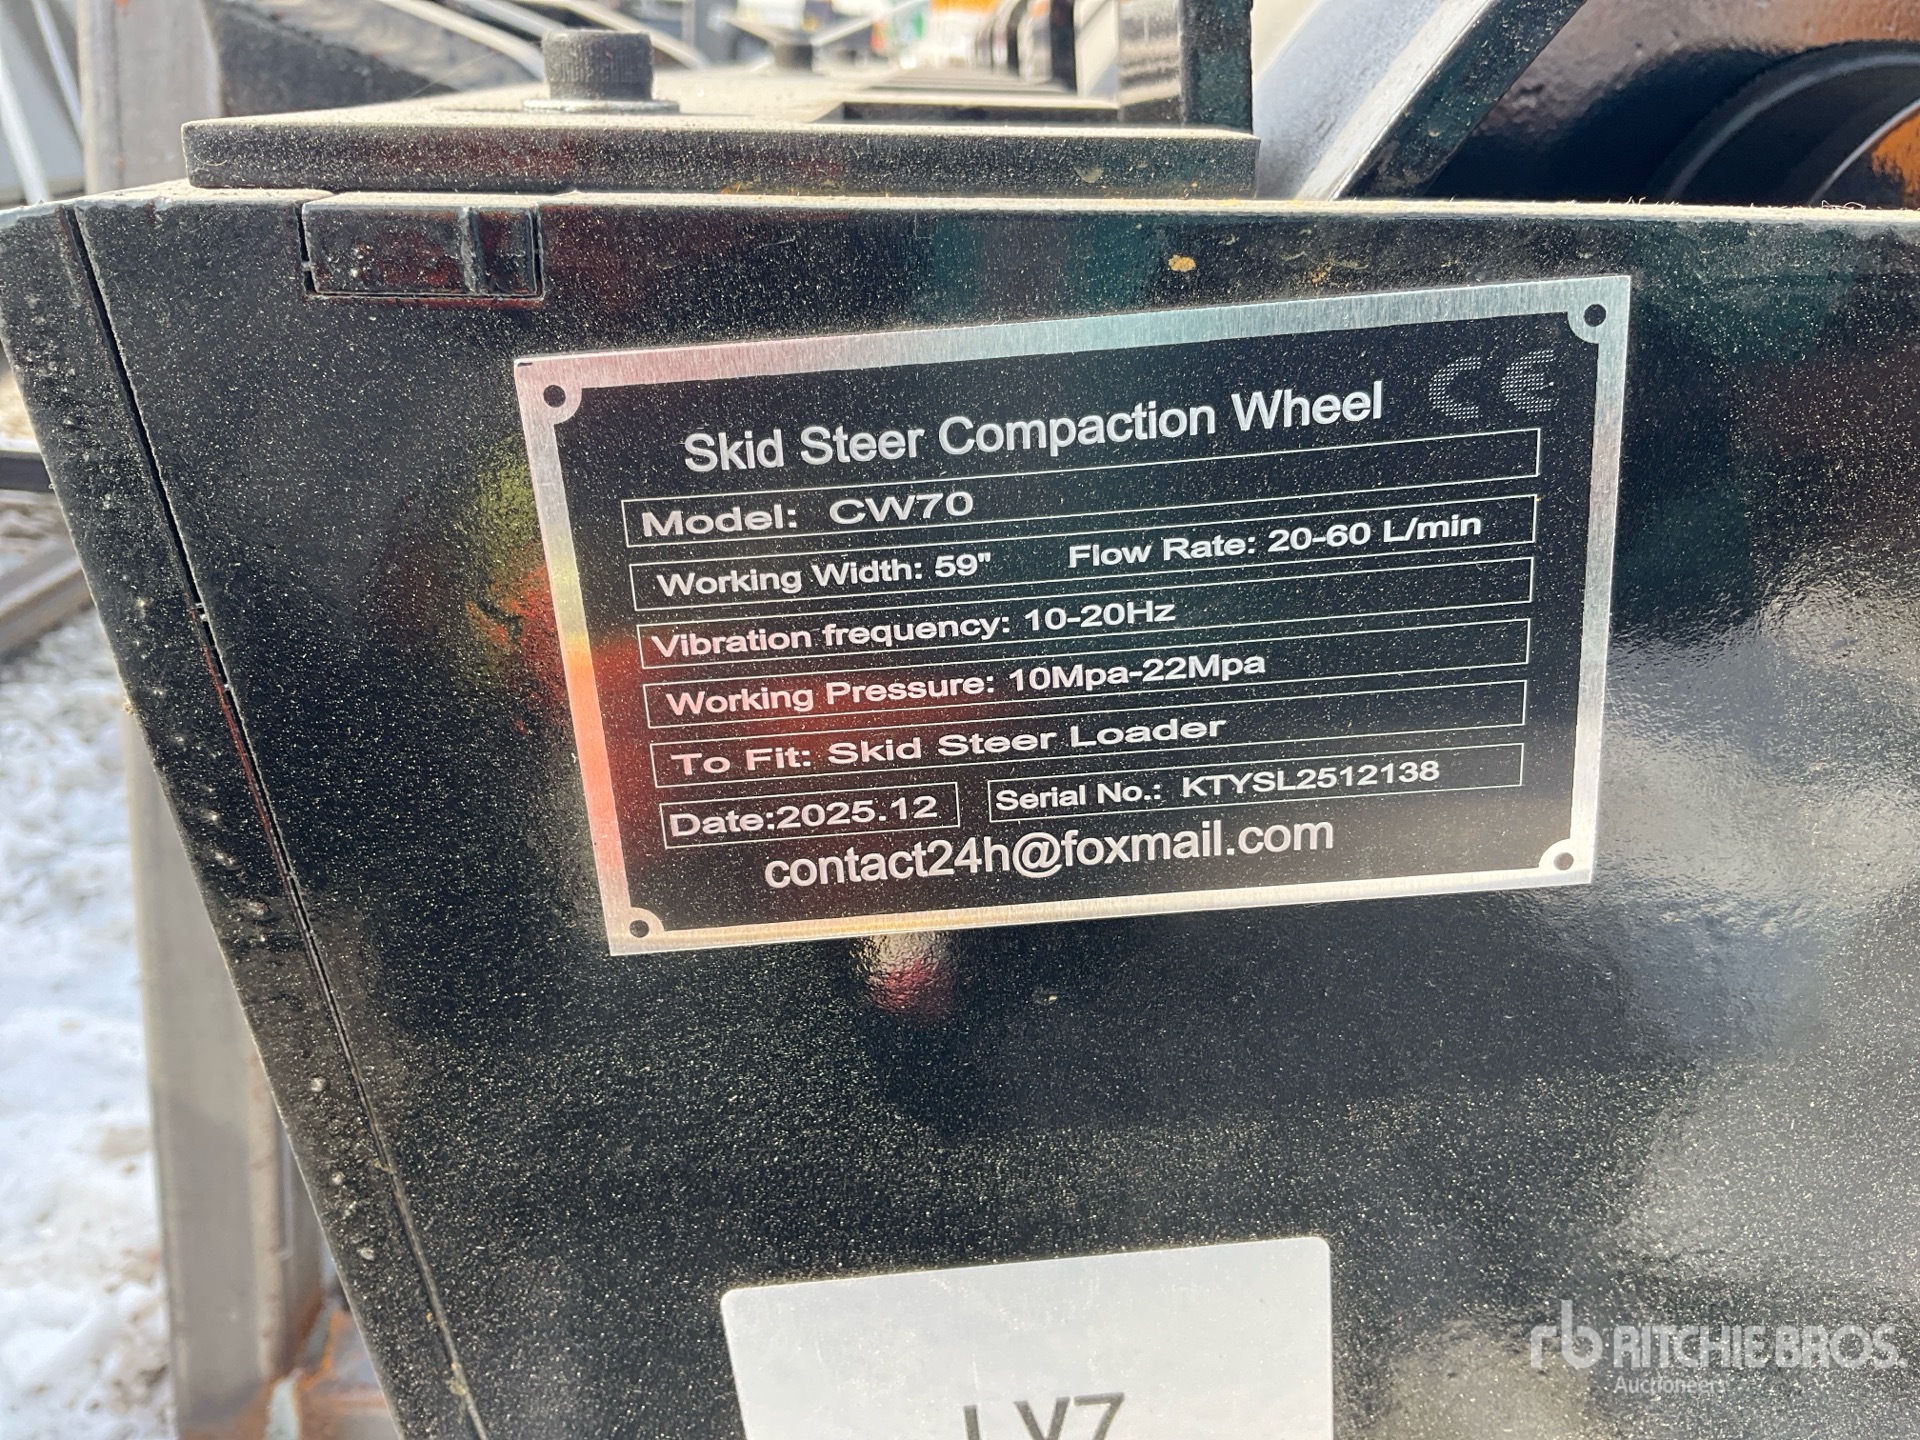 Skid Steer Compaction Wheel CE
Model: CW70
Working Width: 59" Flow Rate: 20-60 L/min
Vibration frequency: 10-20Hz
Working Pressure: 10Mpa-22Mpa
To Fit: Skid Steer Loader
Date:2025.12 Serial No.: KTYSL2512138
contact24h@foxmail.com
rb RITCHIE BROS.
Auctioneers